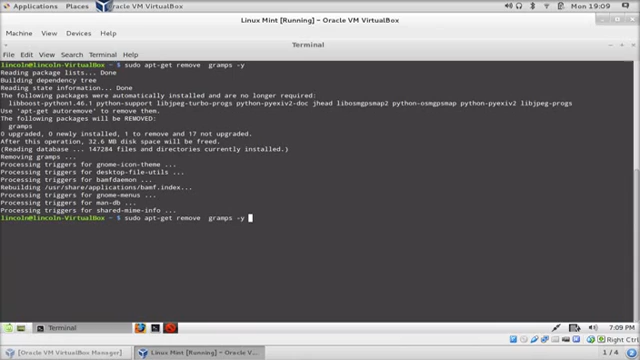 Applications Places Oracle VM VirtualBox Mon 19:09
Linux Mint [Running] - Oracle VM VirtualBox
Machine View Devices Help
Terminal
File Edit View Search Terminal Help
lincoln@lincoln-VirtualBox ~ $ sudo apt-get remove  gramps -y
Reading package lists... Done
Building dependency tree
Reading state information... Done
The following packages were automatically installed and are no longer required:
libboost-python1.46.1 python-support libjpeg-turbo-progs python-pyexiv2-doc jhead libosmgpsmap2 python-osmgpsmap python-pyexiv2 libjpeg-progs
Use 'apt-get autoremove' to remove them.
The following packages will be REMOVED:
gramps
0 upgraded, 0 newly installed, 1 to remove and 17 not upgraded.
After this operation, 32.6 MB disk space will be freed.
(Reading database ... 147284 files and directories currently installed.)
Removing gramps ...
Processing triggers for gnome-icon-theme ...
Processing triggers for desktop-file-utils ...
Processing triggers for bamfdaemon ...
Rebuilding /usr/share/applications/bamf.index...
Processing triggers for gnome-menus ...
Processing triggers for man-db ...
Processing triggers for shared-mime-info ...
lincoln@lincoln-VirtualBox ~ $ sudo apt-get remove  gramps -y
Terminal 7:09 PM
Right Ctrl
[Oracle VM VirtualBox Manager] Linux Mint [Running] - Oracle V... 1 / 4